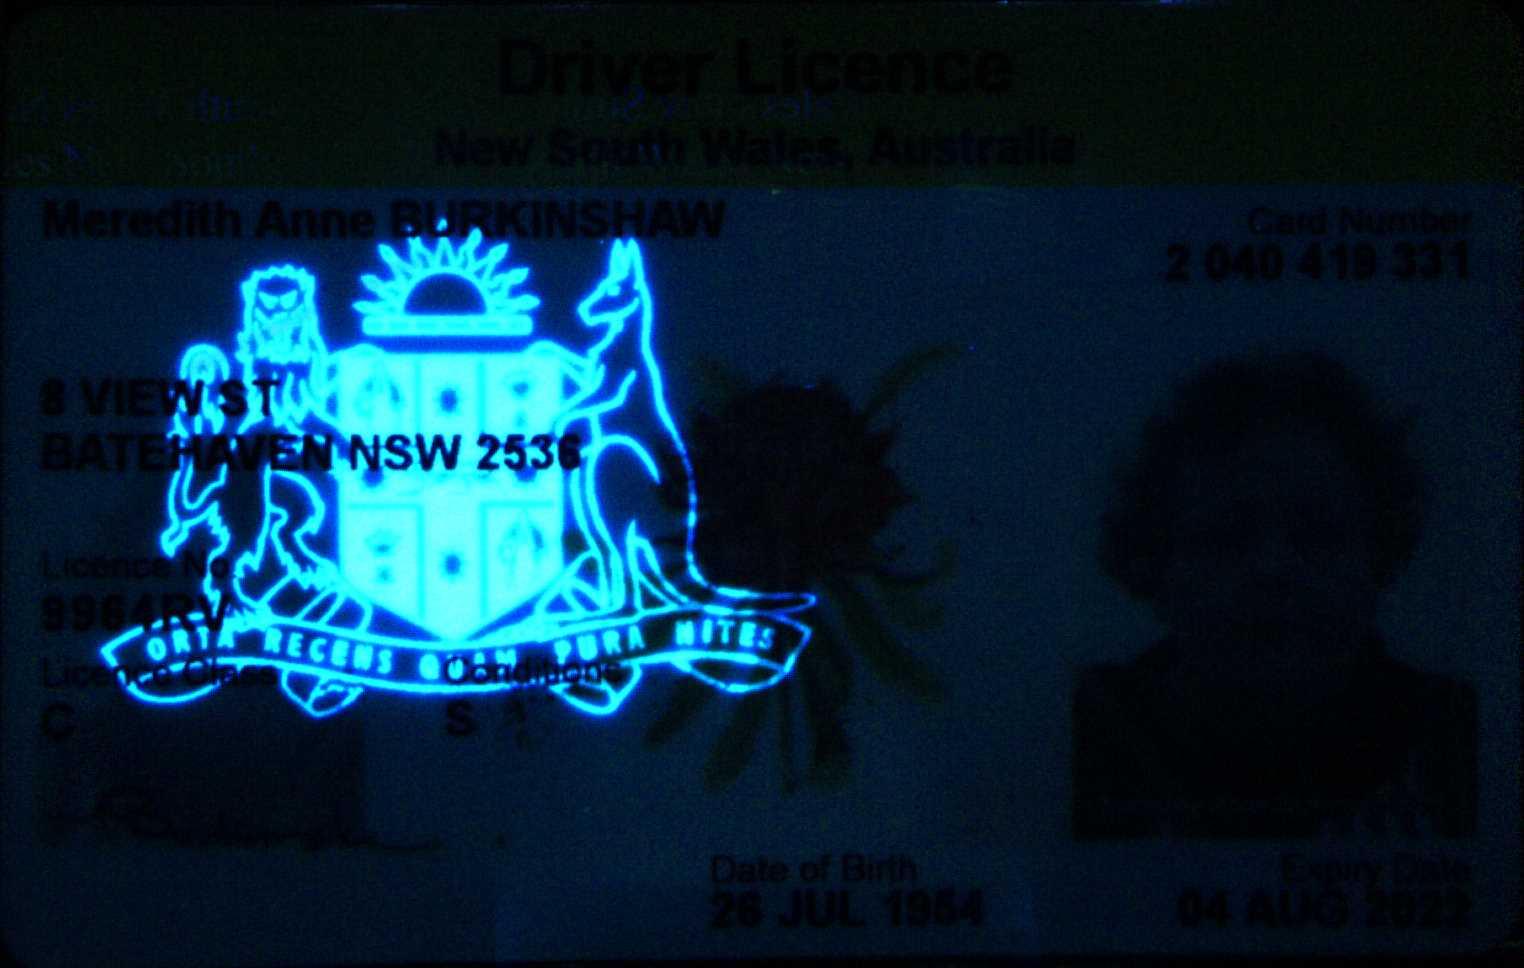 Driver Licence
New South Wales, Australia
Meredith Anne BURKINSHAW
Card Number
2 040 419 331
8 VIEW ST
BATEHAVEN NSW 2536
Licence No.
9964RV
ORTA RECENS QUAM PURA NITES
Licence Class
Conditions
C
S
Date of Birth
26 JUL 1954
Expiry Date
04 AUG 2022